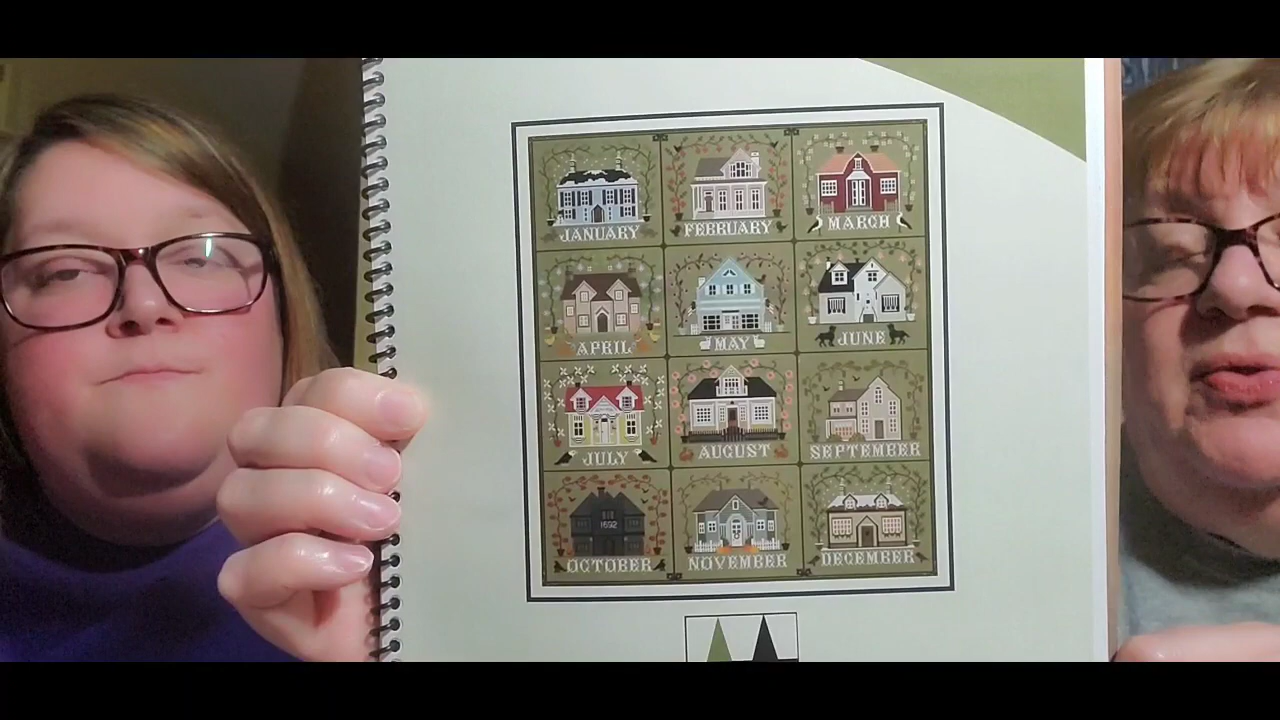 JANUARY FEBRUARY MARCH
APRIL MAY JUNE
JULY AUGUST SEPTEMBER
1692
OCTOBER NOVEMBER DECEMBER